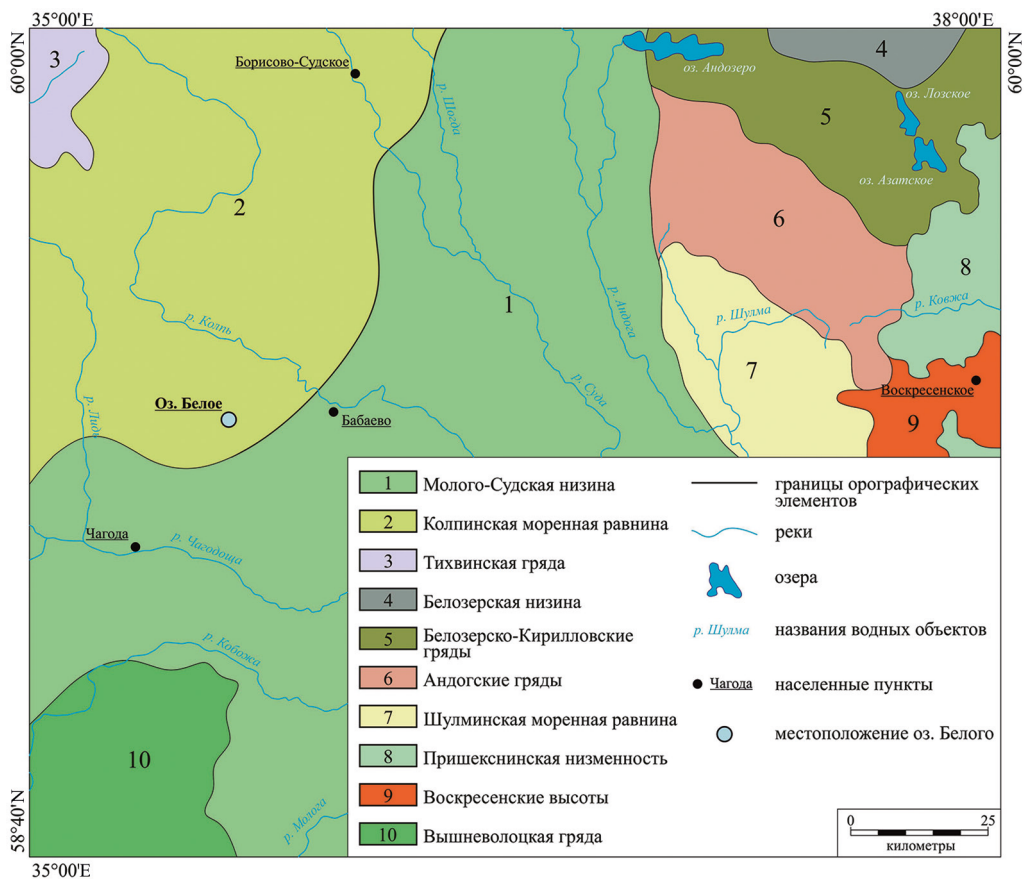 35°00'E
38°00'E
60°00'N
60°00'N
3
Борисово-Судское
р. Шогда
оз. Андозеро
4
оз. Лозское
5
оз. Азатское
2
6
8
1
р. Андога
р. Шулма
р. Ковжа
р. Колпь
7
р. Суда
Воскресенское
9
Оз. Белое
р. Лидь
Бабаево
Чагода
р. Чагодоща
р. Кобожа
10
р. Молога
1 Молого-Судская низина
2 Колпинская моренная равнина
3 Тихвинская гряда
4 Белозерская низина
5 Белозерско-Кирилловские
гряды
6 Андогские гряды
7 Шулминская моренная равнина
8 Пришекснинская низменность
9 Воскресенские высоты
10 Вышневолоцкая гряда
границы орографических
элементов
реки
озера
р. Шулма названия водных объектов
Чагода населенные пункты
местоположение оз. Белого
0 25
километры
58°40'N
35°00'E